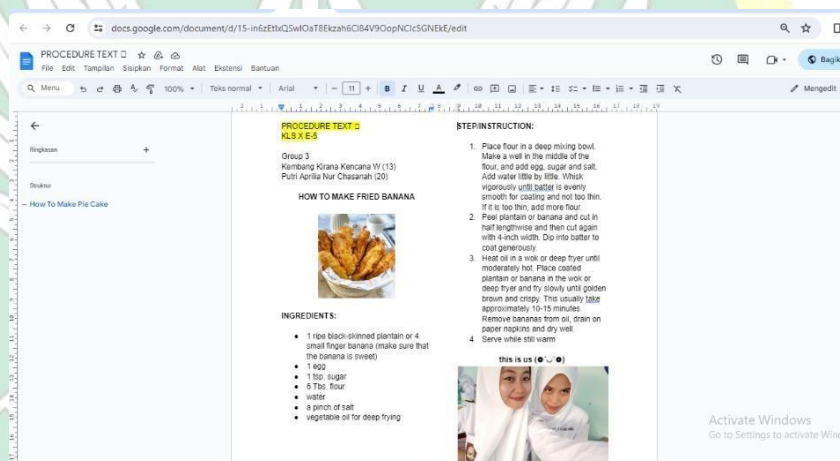 docs.google.com/document/d/15-in6zEtIxQSwIOaT8Ekzah6Cl84V9OopNClc5GNEkE/edit
PROCEDURE TEXT
File Edit Tampilan Sisipkan Format Alat Ekstensi Bantuan
Bagik
Menu 100% Teks normal Arial 11 B I U A
Mengedit
Ringkasan
Struktur
How To Make Pie Cake
PROCEDURE TEXT
KLS X E-5
Group 3
Kembang Kirana Kencana W (13)
Putri Aprilia Nur Chasanah (20)
HOW TO MAKE FRIED BANANA
INGREDIENTS:
1 ripe black-skinned plantain or 4
small finger banana (make sure that
the banana is sweet)
1 egg
1 tsp. sugar
6 Tbs. flour
water
a pinch of salt
vegetable oil for deep frying
STEP/INSTRUCTION:
1. Place flour in a deep mixing bowl.
Make a well in the middle of the
flour, and add egg, sugar and salt.
Add water little by little. Whisk
vigorously until batter is evenly
smooth for coating and not too thin.
If it is too thin, add more flour.
2. Peel plantain or banana and cut in
half lengthwise and then cut again
with 4-inch width. Dip into batter to
coat generously.
3. Heat oil in a wok or deep fryer until
moderately hot. Place coated
plantain or banana in the wok or
deep fryer and fry slowly until golden
brown and crispy. This usually take
approximately 10-15 minutes.
Remove bananas from oil, drain on
paper napkins and dry well.
4. Serve while still warm
this is us (❁´◡`❁)
Activate Windows
Go to Settings to activate Wind